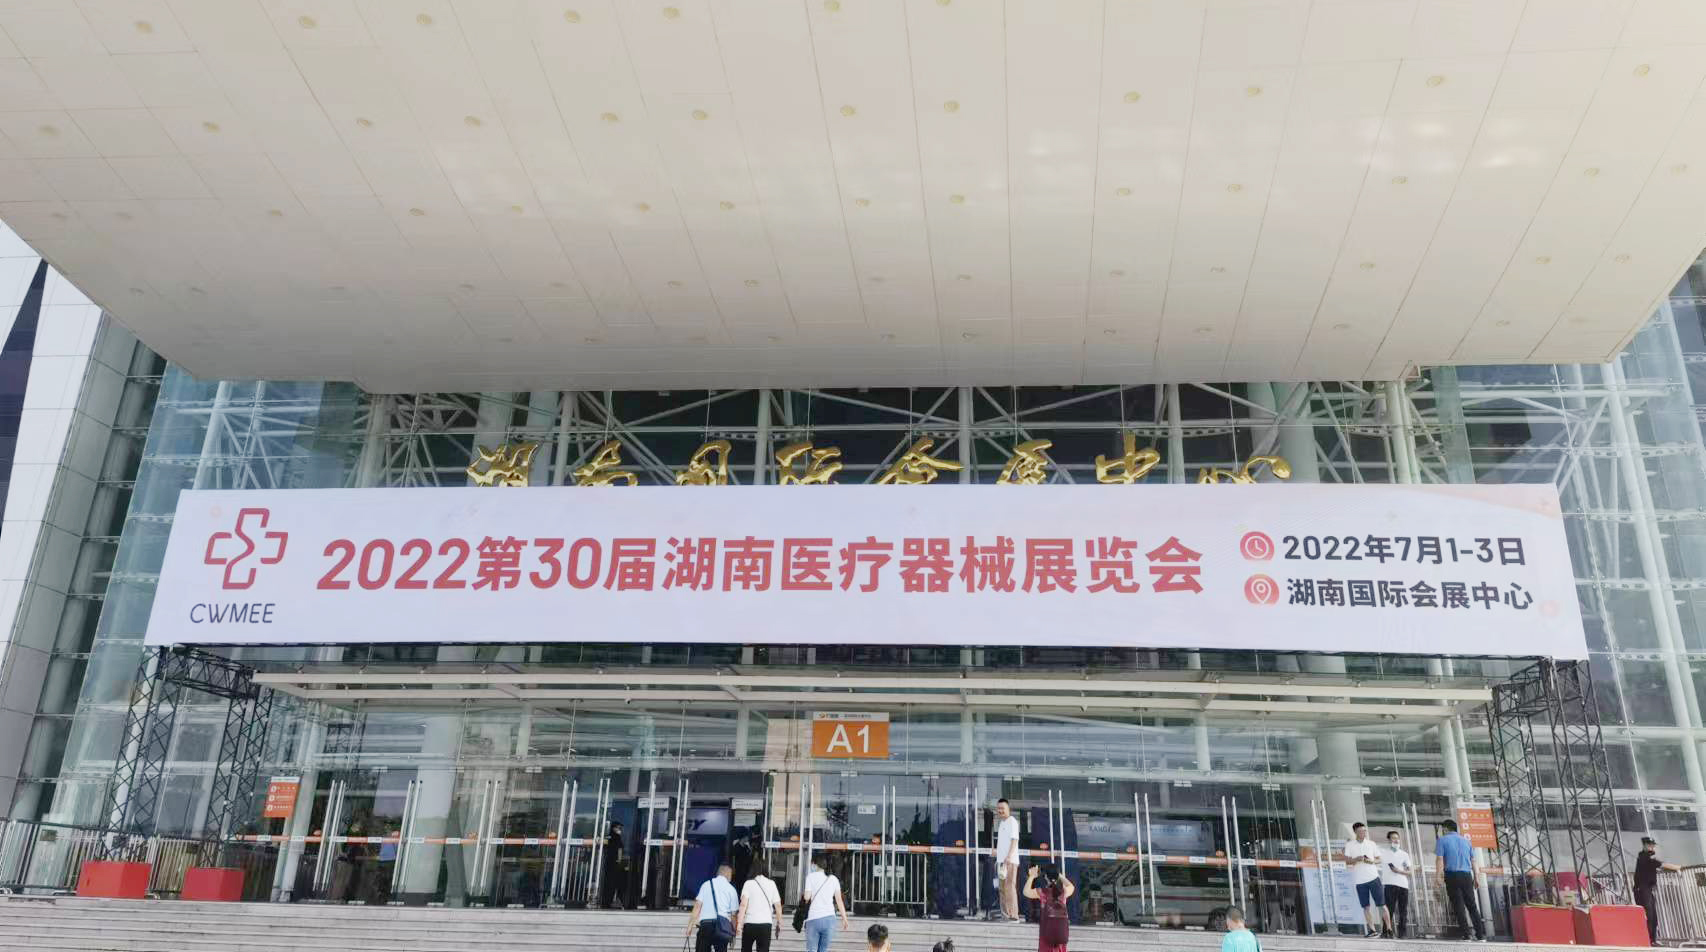 湖南国际会展中心
CWMEE
2022第30届湖南医疗器械展览会
2022年7月1-3日
湖南国际会展中心
A1